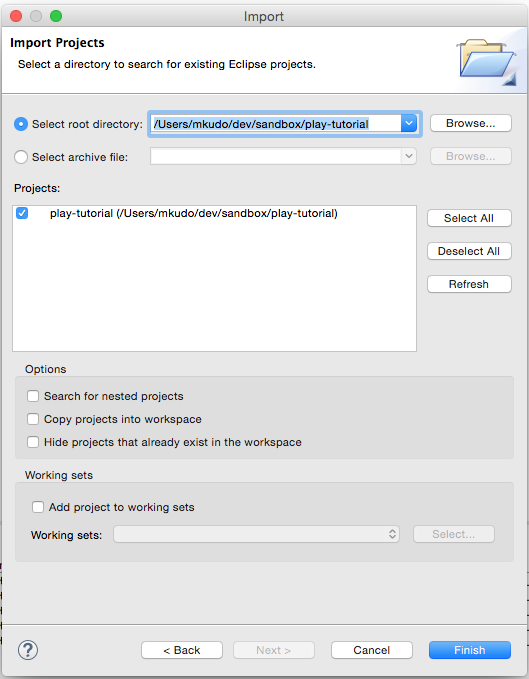 Import
Import Projects
Select a directory to search for existing Eclipse projects.
Select root directory: /Users/mkudo/dev/sandbox/play-tutorial Browse...
Select archive file: Browse...
Projects:
play-tutorial (/Users/mkudo/dev/sandbox/play-tutorial)
Select All
Deselect All
Refresh
Options
Search for nested projects
Copy projects into workspace
Hide projects that already exist in the workspace
Working sets
Add project to working sets
Working sets: Select...
? < Back Next > Cancel Finish